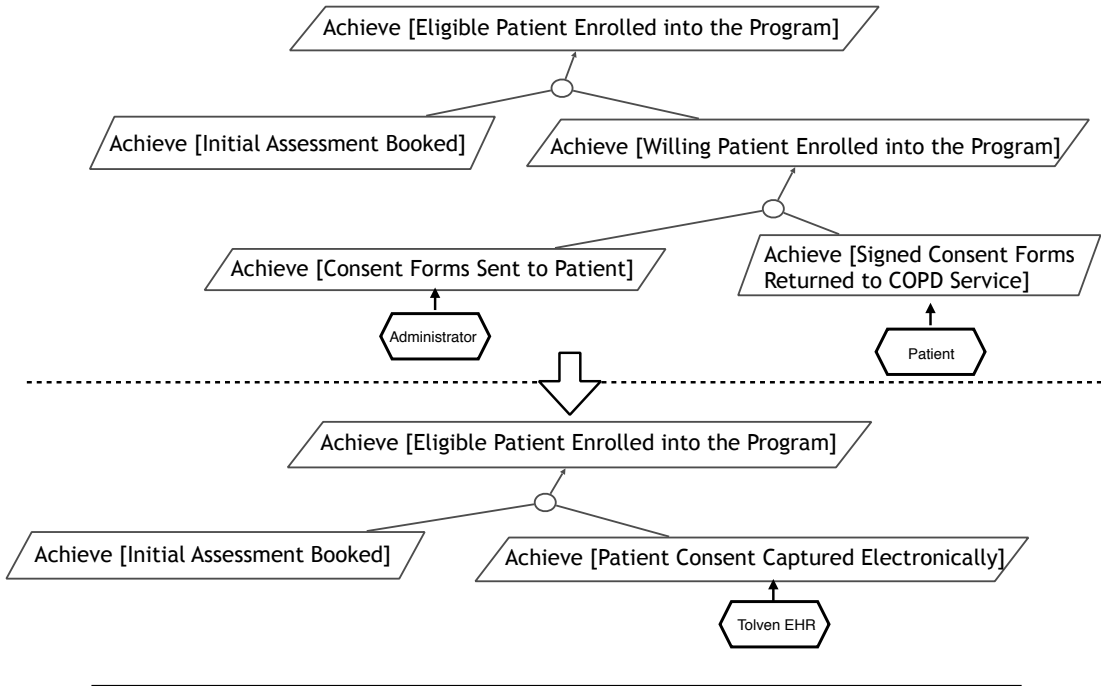 Achieve [Eligible Patient Enrolled into the Program]
Achieve [Initial Assessment Booked]
Achieve [Willing Patient Enrolled into the Program]
Achieve [Consent Forms Sent to Patient]
Achieve [Signed Consent Forms
Returned to COPD Service]
Administrator
Patient
Achieve [Eligible Patient Enrolled into the Program]
Achieve [Initial Assessment Booked]
Achieve [Patient Consent Captured Electronically]
Tolven EHR